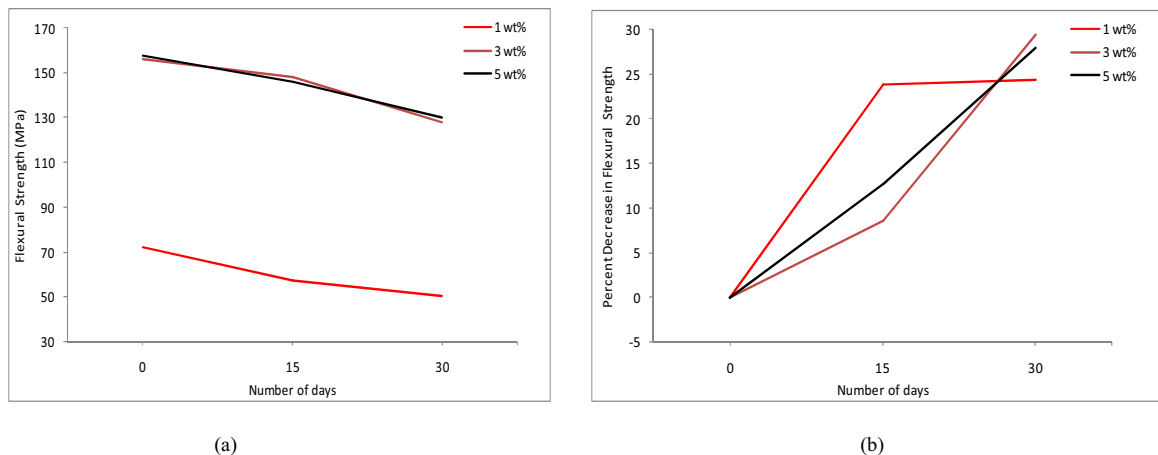 170
150
130
110
90
70
50
30
Flexural Strength (MPa)
0 15 30
Number of days
1 wt%
3 wt%
5 wt%
(a)
30
25
20
15
10
5
0
-5
Percent Decrease in Flexural Strength
0 15 30
Number of days
1 wt%
3 wt%
5 wt%
(b)